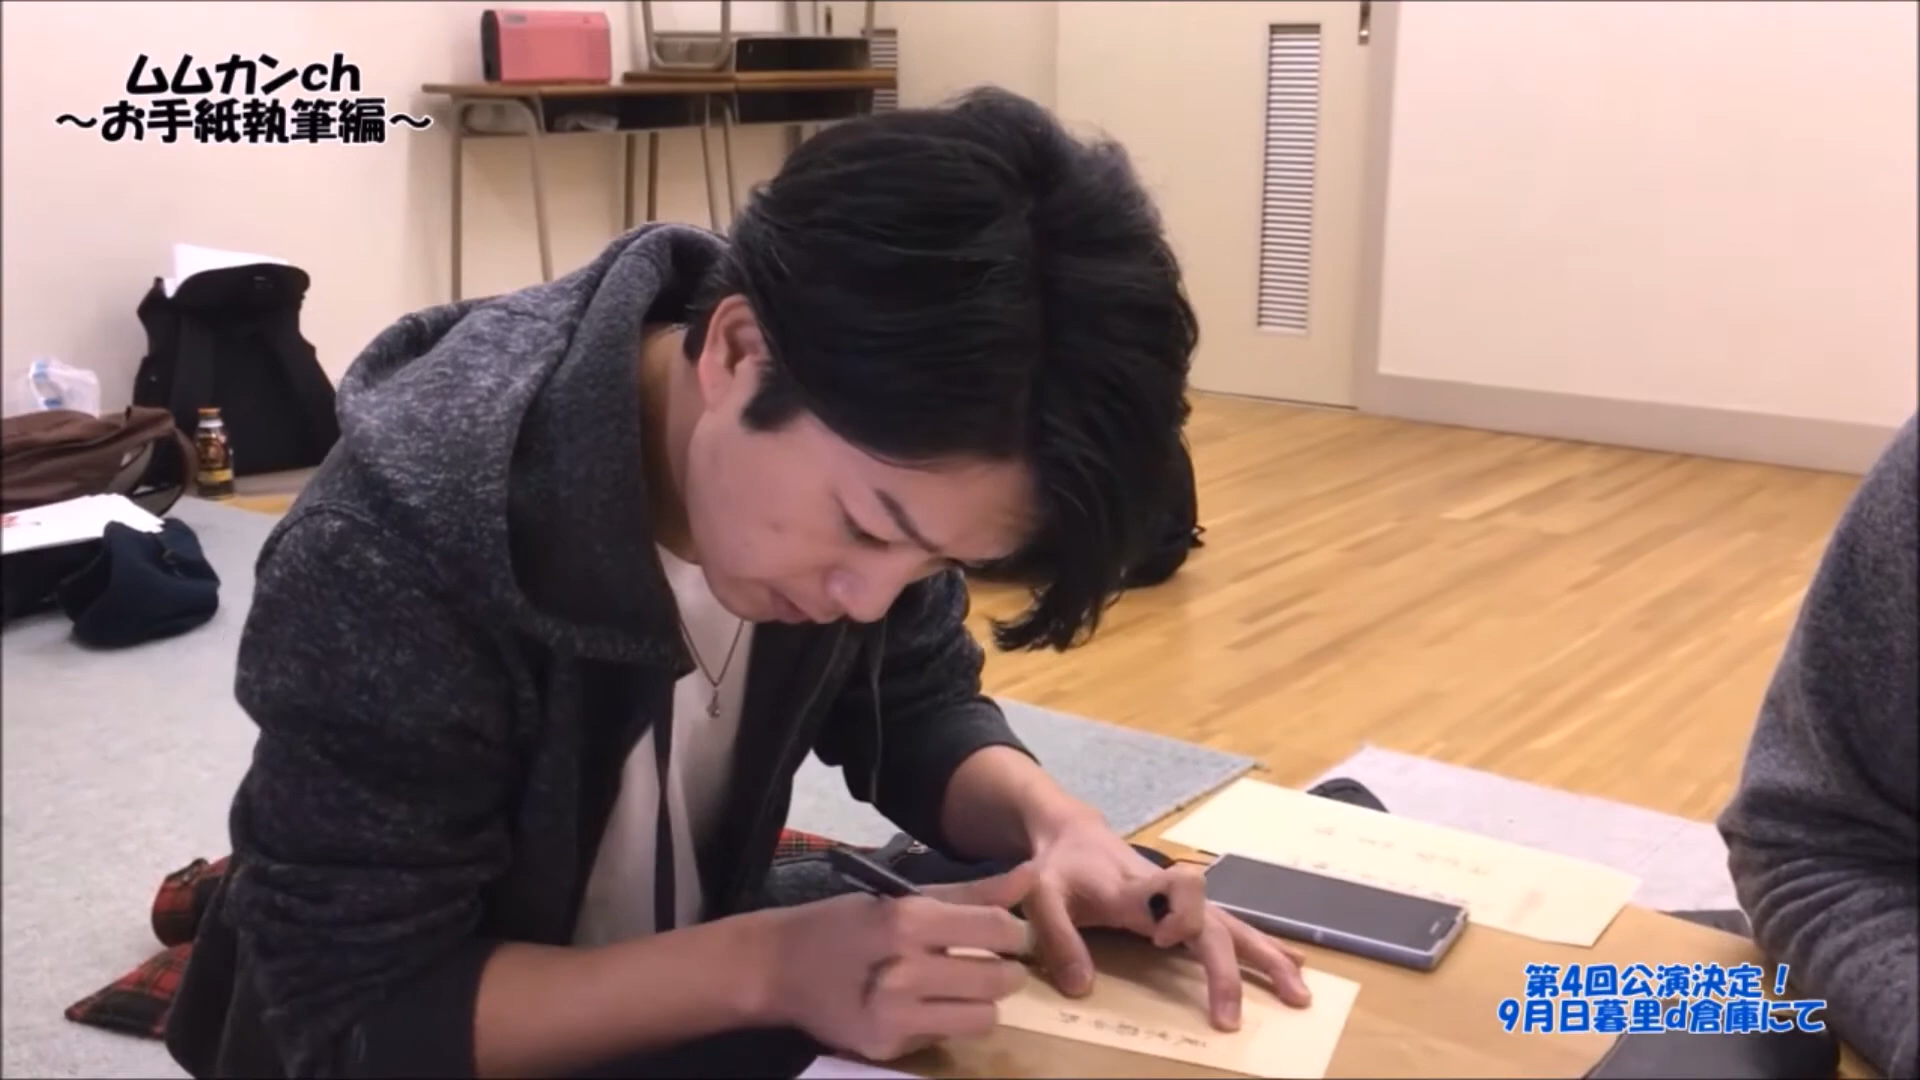 ムムカンch
～お手紙執筆編～
第4回公演決定！
9月日暮里d倉庫にて